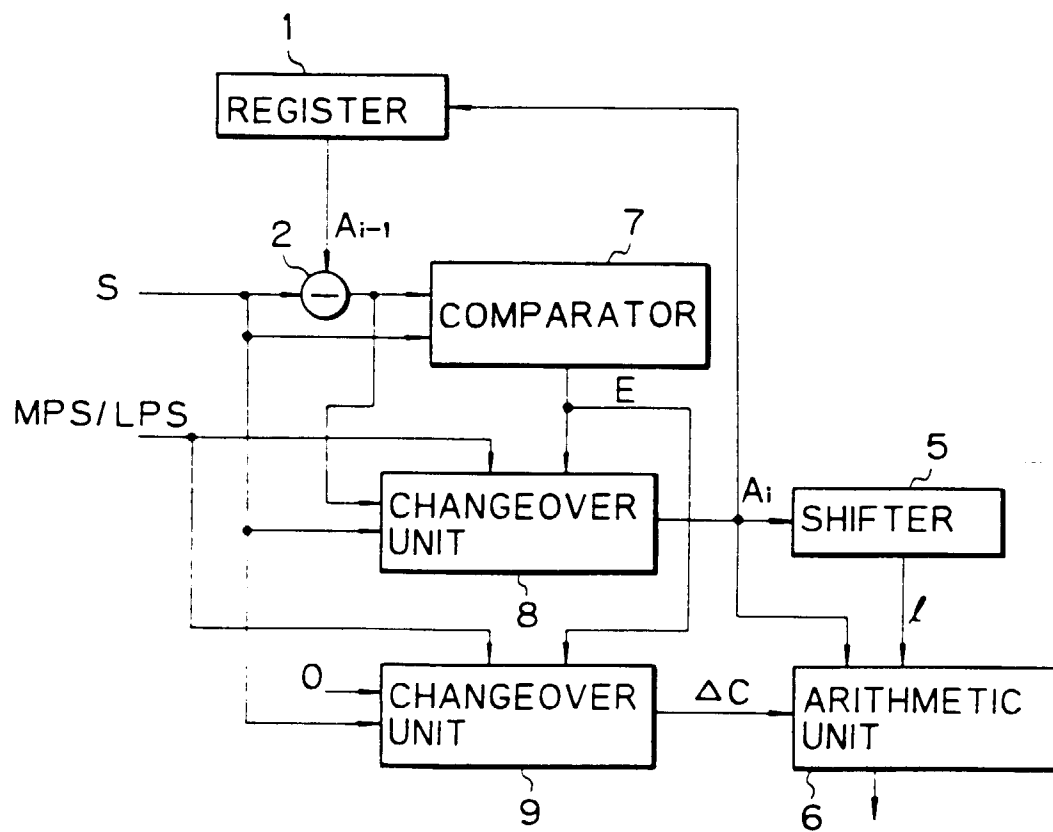 1
REGISTER
Ai-1
2
7
S
COMPARATOR
E
MPS/LPS
5
CHANGEOVER
UNIT
Ai
SHIFTER
8
l
O
CHANGEOVER
UNIT
ΔC
ARITHMETIC
UNIT
9
6